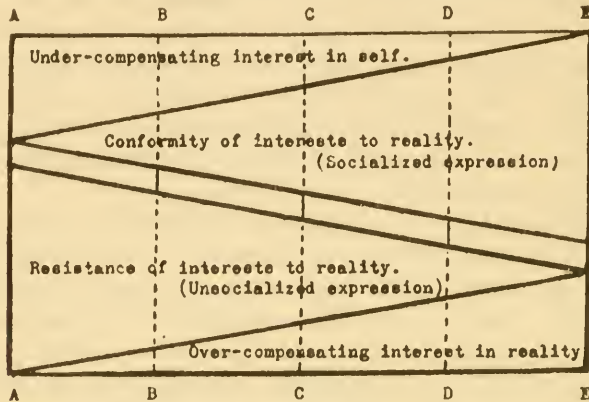 A B C D E
Under-compensating interest in self.
Conformity of interests to reality.
(Socialized expression)
Resistance of interests to reality.
(Unsocialized expression)
Over-compensating interest in reality
A B C D E